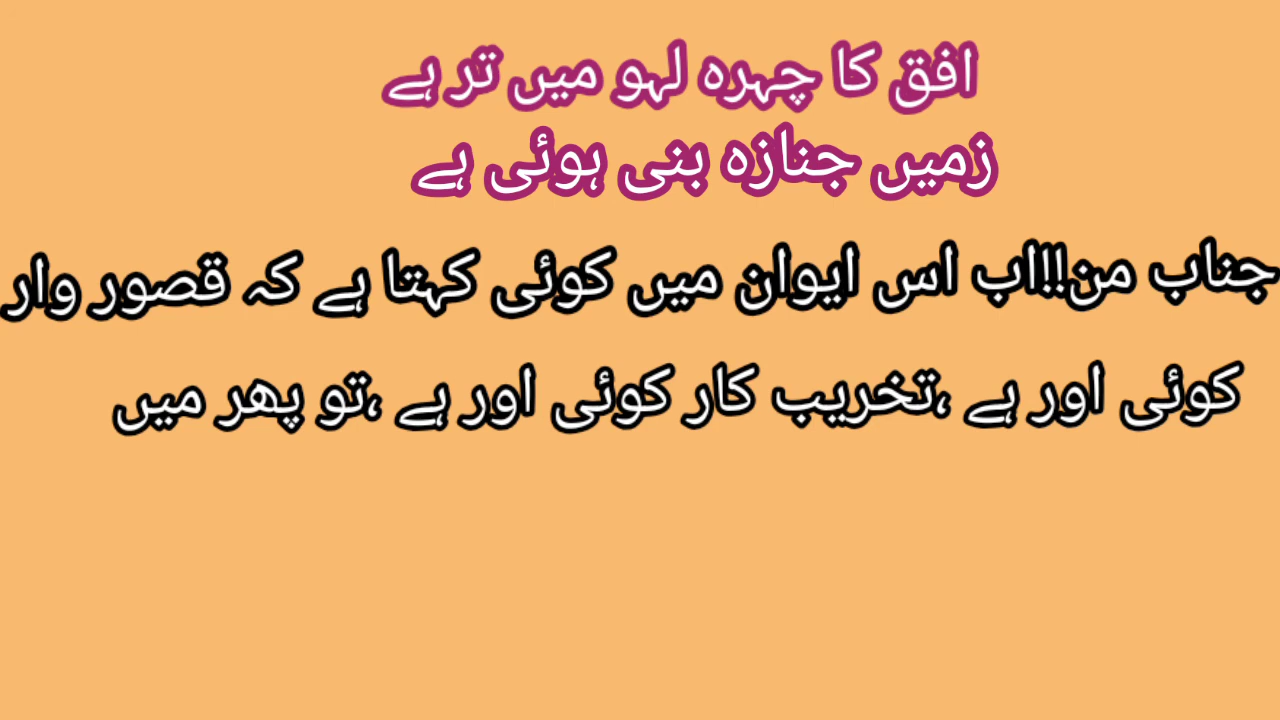 افق کا چہرہ لہو میں تر ہے
زمیں جنازہ بنی ہوئی ہے
جناب من!!اب اس ایوان میں کوئی کہتا ہے کہ قصور وار
کوئی اور ہے ،تخریب کار کوئی اور ہے ،تو پھر میں